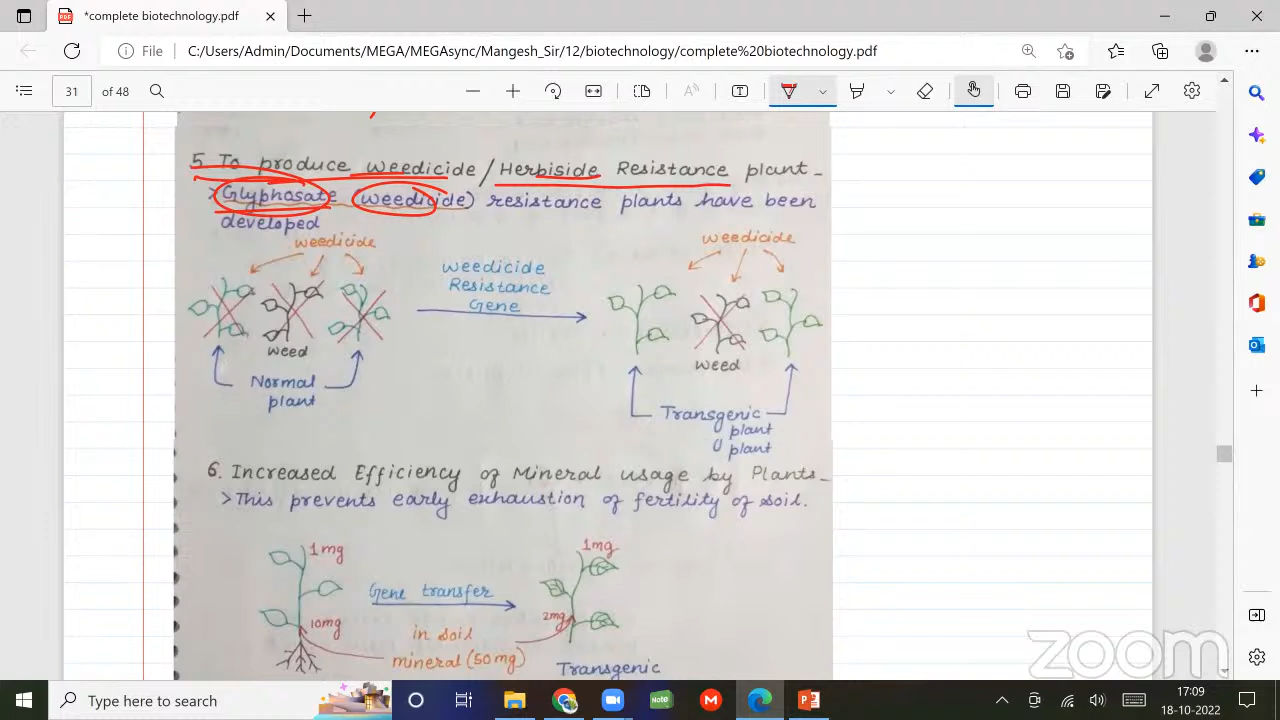 *complete biotechnology.pdf
File
C:/Users/Admin/Documents/MEGA/MEGAsync/Mangesh_Sir/12/biotechnology/complete%20biotechnology.pdf
31 of 48
5. To produce weedicide / Herbiside Resistance plant -
> Glyphosate (weedicide) resistance plants have been
developed
weedicide
weedicide
Weedicide
Resistance
Gene
weed
weed
Normal
plant
Transgenic
plant
plant
6. Increased Efficiency of Mineral usage by Plants -
> This prevents early exhaustion of fertility of soil.
1mg
1mg
Gene transfer
10mg
2mg
in soil
mineral (50mg)
Transgenic
zoom
Type here to search
note
17:09
18-10-2022